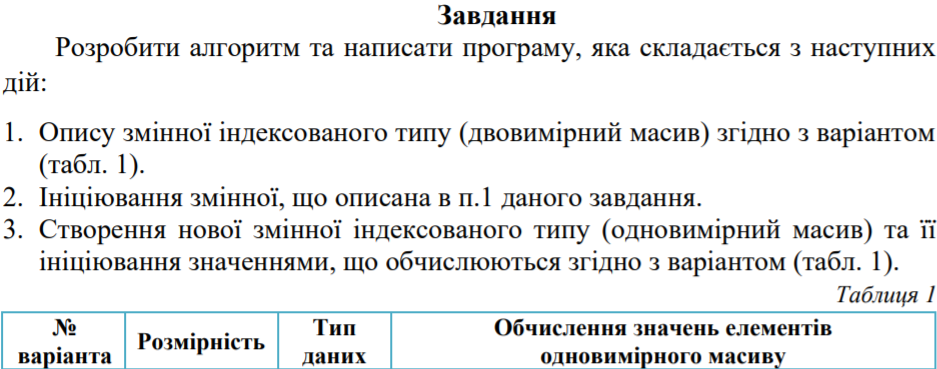 Завдання
Розробити алгоритм та написати програму, яка складається з наступних
дій:
1. Опису змінної індексованого типу (двовимірний масив) згідно з варіантом
(табл. 1).
2. Ініціювання змінної, що описана в п.1 даного завдання.
3. Створення нової змінної індексованого типу (одновимірний масив) та її
ініціювання значеннями, що обчислюються згідно з варіантом (табл. 1).
Таблиця 1
№
варіанта
Розмірність
Тип
даних
Обчислення значень елементів
одновимірного масиву